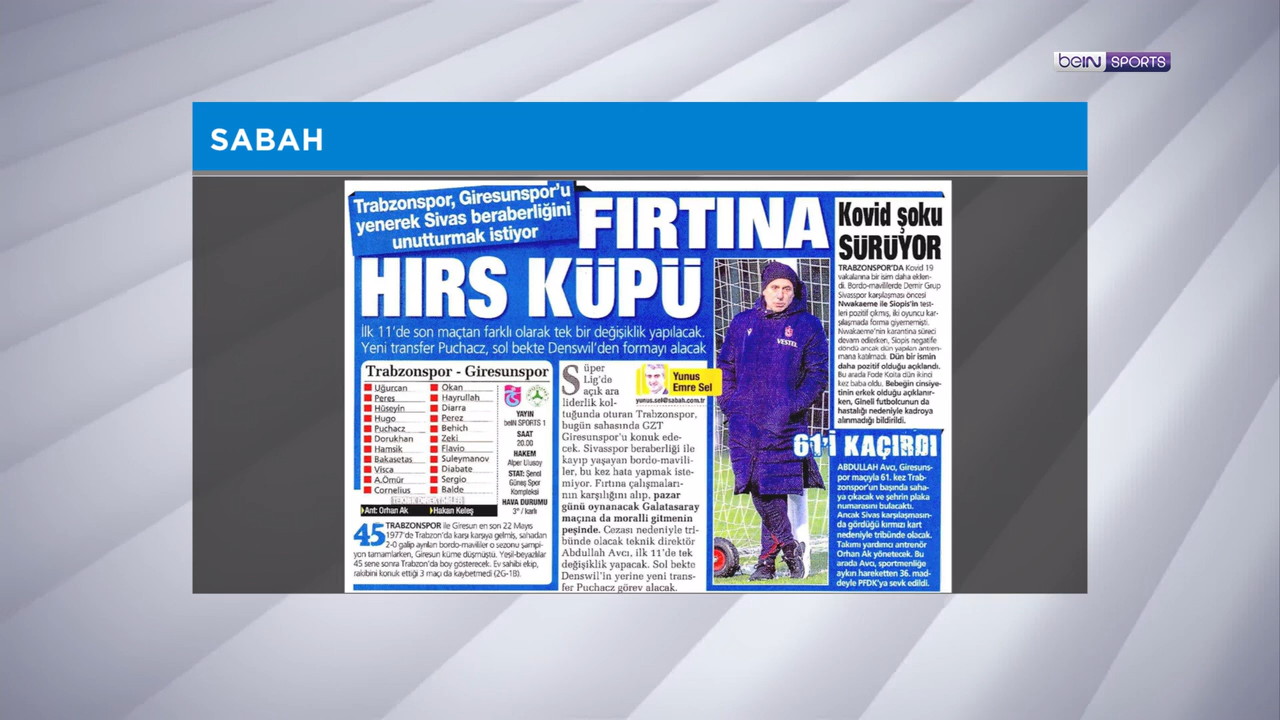 beIN SPORTS
SABAH
Trabzonspor, Giresunspor'u
yenerek Sivas beraberliğini
unutturmak istiyor
FIRTINA
HIRS KÜPÜ
İlk 11'de son maçtan farklı olarak tek bir değişiklik yapılacak.
Yeni transfer Puchacz, sol bekte Denswil'den formayı alacak
Trabzonspor - Giresunspor
Uğurcan
Peres
Hüseyin
Hugo
Puchacz
Dorukhan
Hamsik
Bakasetas
Visca
A.Ömür
Cornelius
Okan
Hayrullah
Diarra
Perez
Behich
Zeki
Flavio
Suleymanov
Diabate
Sergio
Balde
TEKNİK DİREKTÖRLER
Ant: Orhan Ak
Hakan Keleş
YAYIN
beIN SPORTS 1
SAAT
20.00
HAKEM
Alper Ulusoy
STAT: Şenol
Güneş Spor
Kompleksi
HAVA DURUMU
3° / karlı
45 TRABZONSPOR ile Giresun en son 22 Mayıs
1977'de Trabzon'da karşı karşıya gelmiş, sahadan
2-0 galip ayrılan bordo-mavililer o sezonu şampi-
yon tamamlarken, Giresun küme düşmüştü. Yeşil-beyazlılar
45 sene sonra Trabzon'da boy gösterecek. Ev sahibi ekip,
rakibini konuk ettiği 3 maçı da kaybetmedi (2G-1B).
Süper
Lig'de
açık ara
liderlik kol-
tuğunda oturan Trabzonspor,
bugün sahasında GZT
Giresunspor'u konuk ede-
cek. Sivasspor beraberliği ile
kayıp yaşayan bordo-mavili-
ler, bu kez hata yapmak iste-
miyor. Fırtına çalışmaları-
nın karşılığını alıp, pazar
günü oynanacak Galatasaray
maçına da moralli gitmenin
peşinde. Cezası nedeniyle tri-
bünde olacak teknik direktör
Abdullah Avcı, ilk 11'de tek
değişiklik yapacak. Sol bekte
Denswil'in yerine yeni trans-
fer Puchacz görev alacak.
Yunus
Emre Sel
yunus.sel@sabah.com.tr
VESTEL
Kovid şoku
SÜRÜYOR
TRABZONSPOR'DA Kovid 19
vakalarına bir isim daha eklen-
di. Bordo-mavililerde Demir Grup
Sivasspor karşılaşması öncesi
Nwakaeme ile Siopis'in test-
leri pozitif çıkmış, iki oyuncu kar-
şılaşmada forma giyememişti.
Nwakaeme'nin karantina süreci
devam ederken, Siopis negatife
döndü ancak dün yapılan antren-
mana katılmadı. Dün bir ismin
daha pozitif olduğu açıklandı.
Bu arada Fode Koita dün ikinci
kez baba oldu. Bebeğin cinsiye-
tinin erkek olduğu açıklanır-
ken, Gineli futbolcunun da
hastalığı nedeniyle kadroya
alınmadığı bildirildi.
61'İ KAÇIRDI
ABDULLAH Avcı, Giresuns-
por maçıyla 61. kez Trab-
zonspor'un başında saha-
ya çıkacak ve şehrin plaka
numarasını bulacaktı.
Ancak Sivas karşılaşmasın-
da gördüğü kırmızı kart
nedeniyle tribünde olacak.
Takımı yardımcı antrenör
Orhan Ak yönetecek. Bu
arada Avcı, sportmenliğe
aykırı hareketten 36. mad-
deyle PFDK'ya sevk edildi.